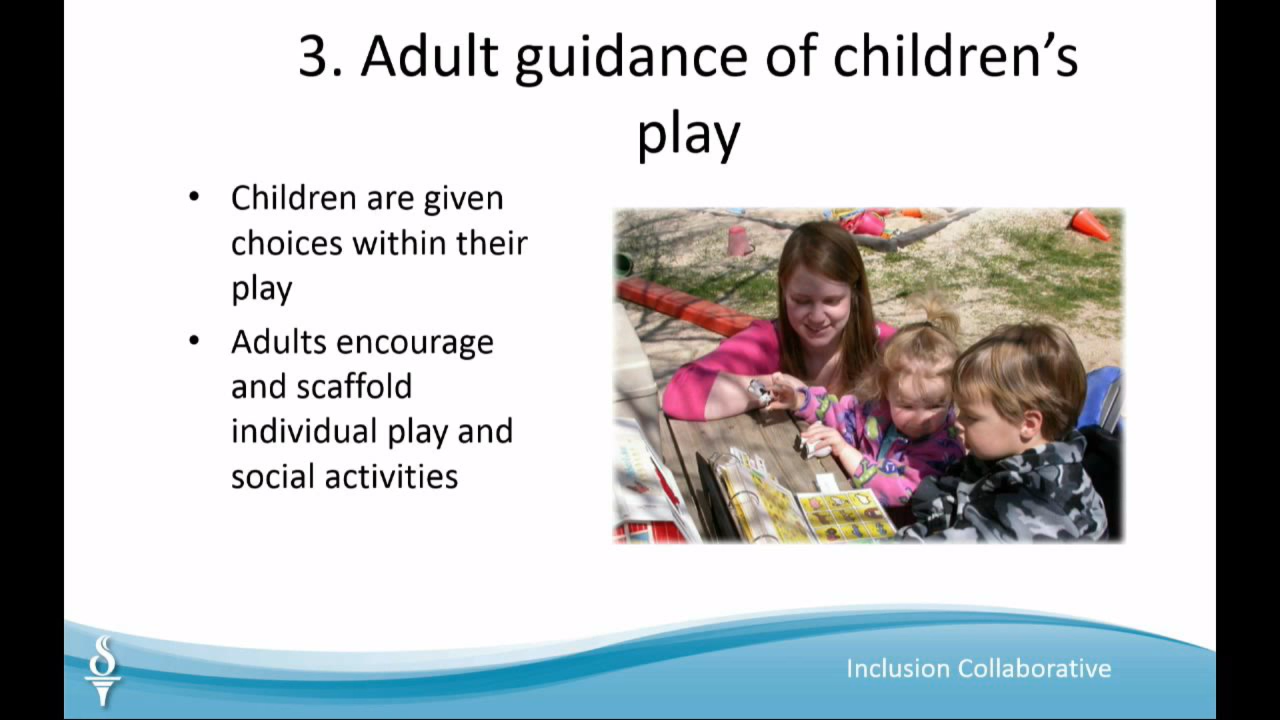 3. Adult guidance of children’s
play
• Children are given
choices within their
play
• Adults encourage
and scaffold
individual play and
social activities
Inclusion Collaborative